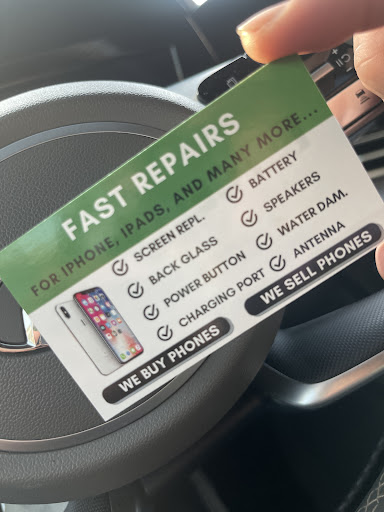 FAST REPAIRS
FOR IPHONE, IPADS, AND MANY MORE...
SCREEN REPL.
BACK GLASS
POWER BUTTON
CHARGING PORT
BATTERY
SPEAKERS
WATER DAM.
ANTENNA
WE BUY PHONES
WE SELL PHONES